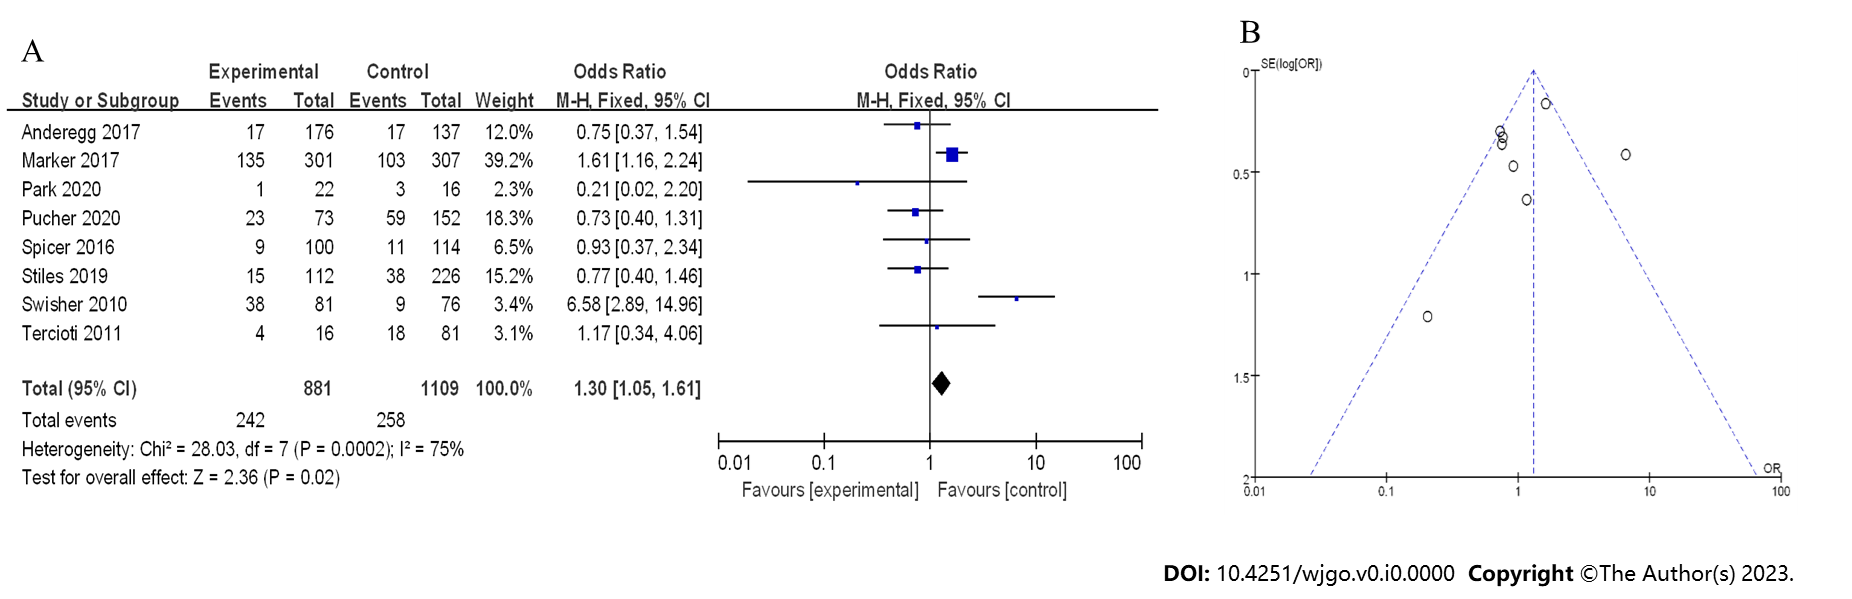 A
Experimental Control Odds Ratio Odds Ratio
Study or Subgroup Events Total Events Total Weight M-H, Fixed, 95% CI M-H, Fixed, 95% CI
Anderegg 2017 17 176 17 137 12.0% 0.75 [0.37, 1.54]
Marker 2017 135 301 103 307 39.2% 1.61 [1.16, 2.24]
Park 2020 1 22 3 16 2.3% 0.21 [0.02, 2.20]
Pucher 2020 23 73 59 152 18.3% 0.73 [0.40, 1.31]
Spicer 2016 9 100 11 114 6.5% 0.93 [0.37, 2.34]
Stiles 2019 15 112 38 226 15.2% 0.77 [0.40, 1.46]
Swisher 2010 38 81 9 76 3.4% 6.58 [2.89, 14.96]
Tercioti 2011 4 16 18 81 3.1% 1.17 [0.34, 4.06]
Total (95% CI) 881 1109 100.0% 1.30 [1.05, 1.61]
Total events 242 258
Heterogeneity: Chi² = 28.03, df = 7 (P = 0.0002); I² = 75%
Test for overall effect: Z = 2.36 (P = 0.02)
0.01 0.1 1 10 100
Favours [experimental] Favours [control]
B
SE(log[OR])
0
0.5
1
1.5
2
OR
0.01 0.1 1 10 100
DOI: 10.4251/wjgo.v0.i0.0000 Copyright ©The Author(s) 2023.